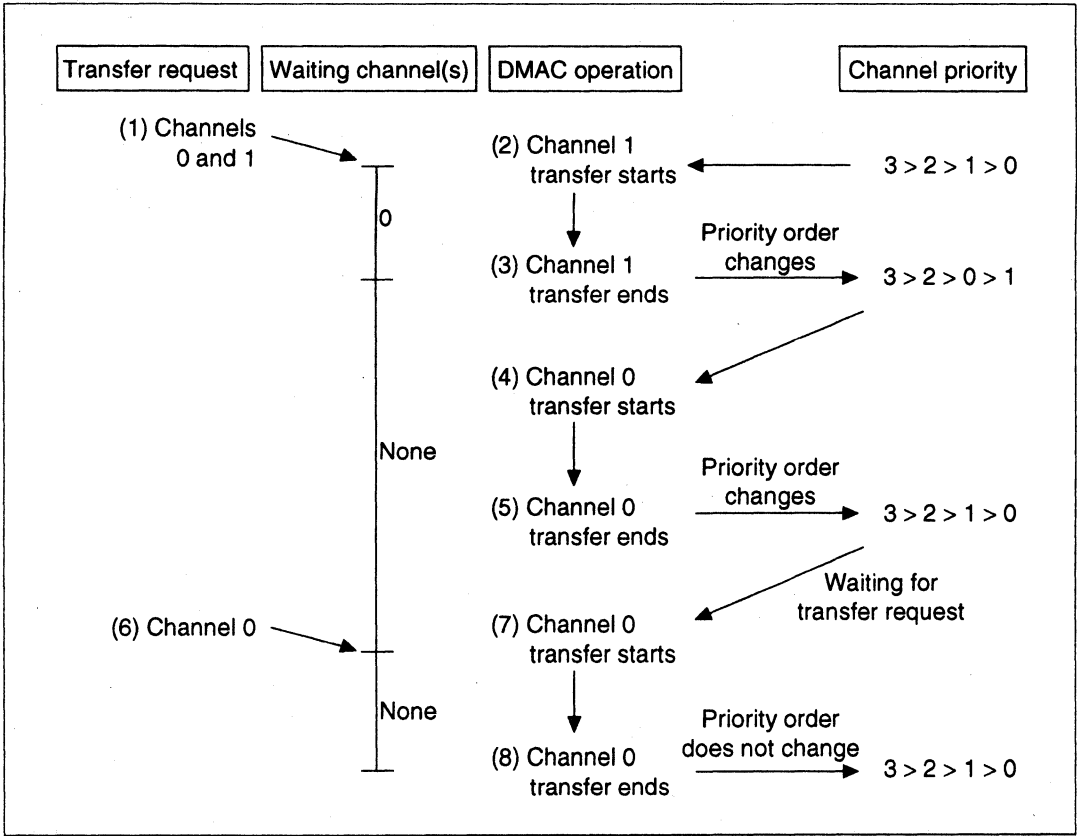 Transfer request
Waiting channel(s)
DMAC operation
Channel priority
(1) Channels
0 and 1
(2) Channel 1
transfer starts
3 > 2 > 1 > 0
0
Priority order
changes
(3) Channel 1
transfer ends
3 > 2 > 0 > 1
(4) Channel 0
transfer starts
None
Priority order
changes
(5) Channel 0
transfer ends
3 > 2 > 1 > 0
Waiting for
transfer request
(6) Channel 0
(7) Channel 0
transfer starts
None
Priority order
does not change
(8) Channel 0
transfer ends
3 > 2 > 1 > 0